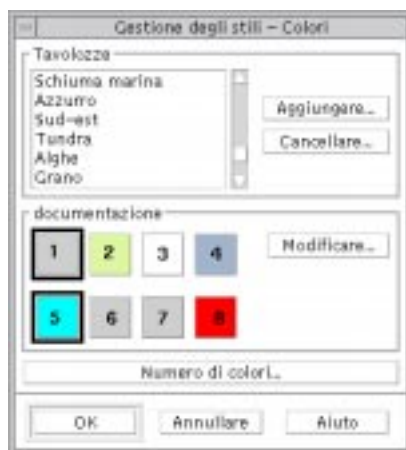 Gestione degli stili – Colori
Tavolozze
Schiuma marina
Azzurro
Sud-est
Tundra
Alghe
Grano
Aggiungere...
Cancellare...
documentazione
1 2 3 4
Modificare...
5 6 7 8
Numero di colori...
OK Annullare Aiuto